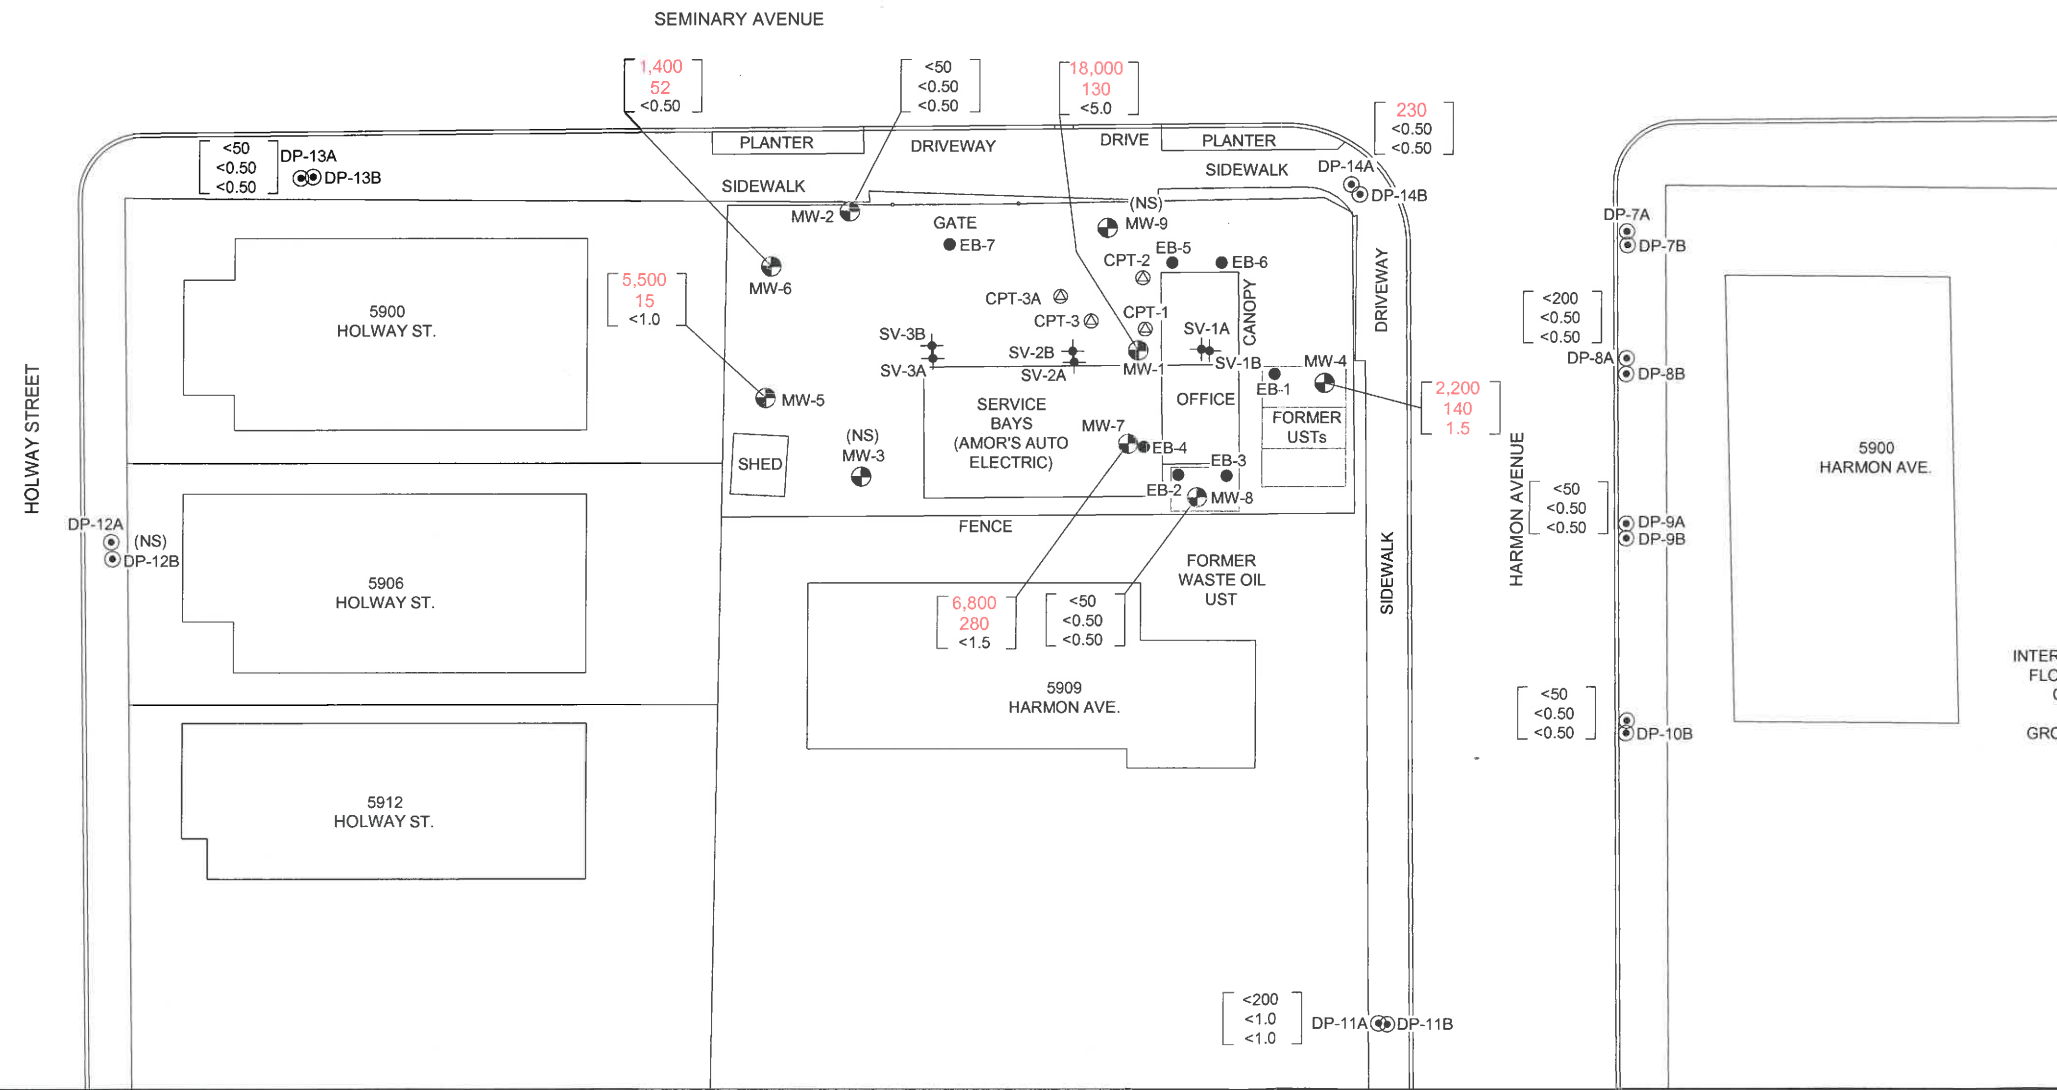 SEMINARY AVENUE
1,400
52
<0.50
<50
<0.50
<0.50
18,000
130
<5.0
230
<0.50
<0.50
PLANTER
DRIVEWAY
DRIVE
PLANTER
SIDEWALK
SIDEWALK
<50
<0.50
<0.50
DP-13A
DP-13B
DP-14A
DP-14B
MW-2
GATE
EB-7
(NS)
MW-9
MW-6
EB-5
EB-6
CPT-2
CPT-3A
CPT-3
CPT-1
CANOPY
DRIVEWAY
DP-7A
DP-7B
5900
HOLWAY ST.
5,500
15
<1.0
SV-3B
SV-3A
SV-2B
SV-2A
MW-1
SV-1A
SV-1B
MW-4
EB-1
<200
<0.50
<0.50
DP-8A
DP-8B
HOLWAY STREET
MW-5
SERVICE
BAYS
(AMOR'S AUTO
ELECTRIC)
OFFICE
FORMER
USTs
2,200
140
1.5
(NS)
MW-3
SHED
MW-7
EB-4
EB-3
EB-2
MW-8
HARMON AVENUE
5900
HARMON AVE.
<50
<0.50
<0.50
DP-9A
DP-9B
FENCE
DP-12A
(NS)
DP-12B
5906
HOLWAY ST.
FORMER
WASTE OIL
UST
SIDEWALK
6,800
280
<1.5
<50
<0.50
<0.50
5909
HARMON AVE.
<50
<0.50
<0.50
DP-10B
INTER
FLO
GRO
5912
HOLWAY ST.
<200
<1.0
<1.0
DP-11A
DP-11B